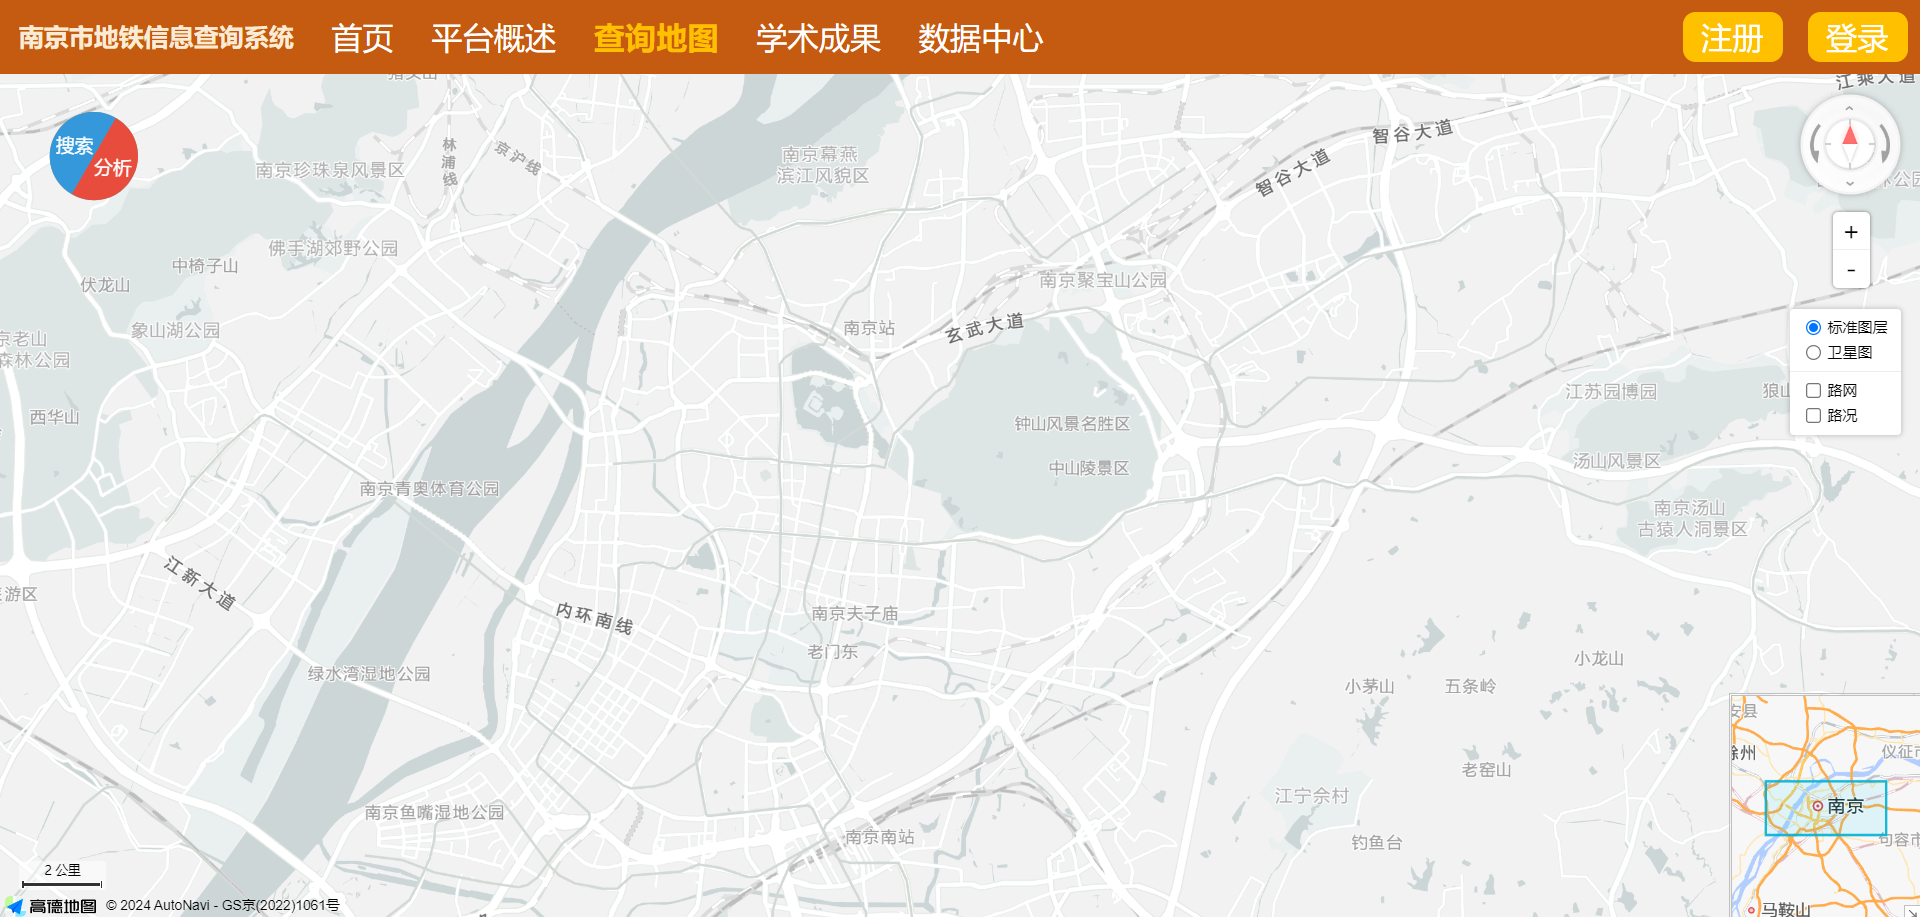 南京市地铁信息查询系统
首页
平台概述
查询地图
学术成果
数据中心
注册
登录
搜索
分析
江乘大道
智谷大道
智谷大道
林浦线
京沪线
南京幕燕
滨江风貌区
南京珍珠泉风景区
佛手湖郊野公园
中椅子山
伏龙山
象山湖公园
京老山
森林公园
西华山
南京聚宝山公园
南京站
玄武大道
钟山风景名胜区
中山陵景区
+
-
标准图层
卫星图
路网
路况
江苏园博园
狼山
汤山风景区
南京汤山
古猿人洞景区
南京青奥体育公园
江新大道
游区
内环南线
南京夫子庙
老门东
绿水湾湿地公园
小龙山
小茅山
五条岭
老窑山
江宁佘村
钓鱼台
南京鱼嘴湿地公园
南京南站
安县
滁州
仪征市
南京
句容市
马鞍山
2 公里
高德地图
© 2024 AutoNavi - GS京(2022)1061号